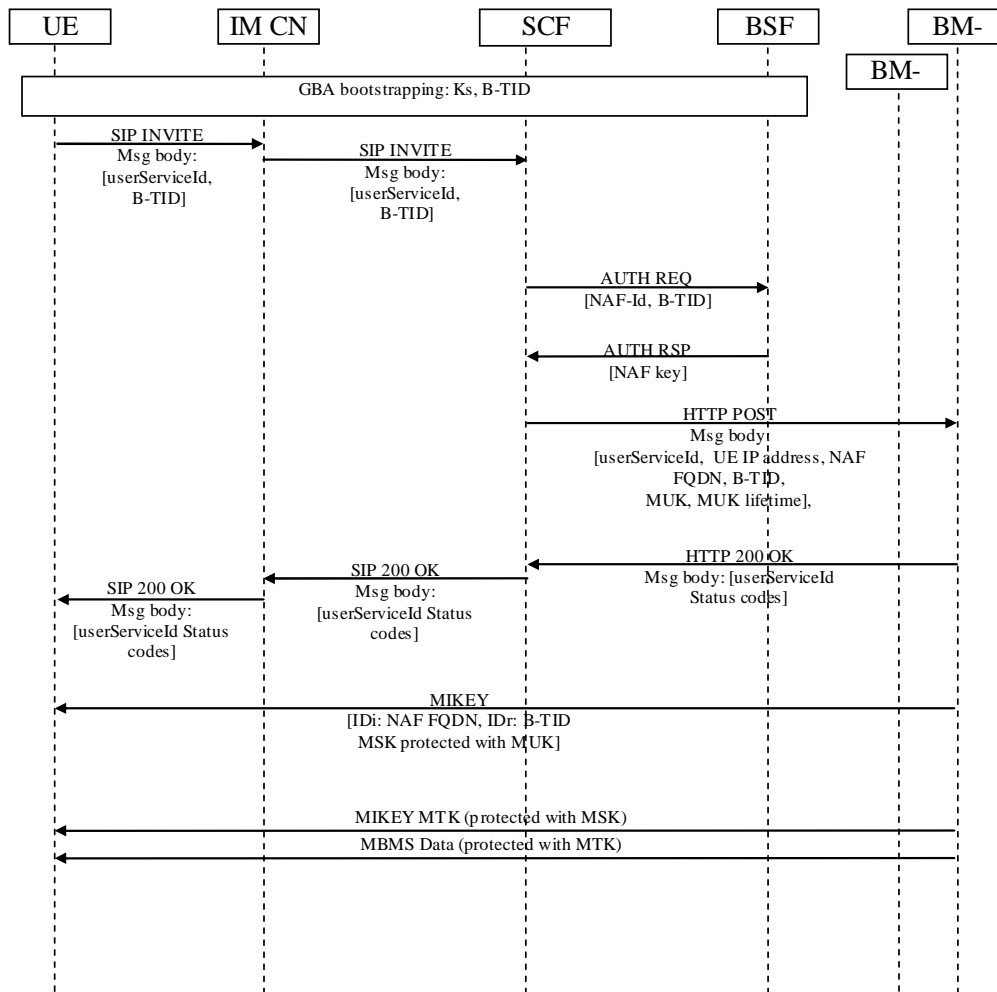 UE
IM CN
SCF
BSF
BM-
BM-
GBA bootstrapping: Ks, B-TID
SIP INVITE
Msg body:
[userServiceId,
B-TID]
SIP INVITE
Msg body:
[userServiceId,
B-TID]
AUTH REQ
[NAF-Id, B-TID]
AUTH RSP
[NAF key]
HTTP POST
Msg body
[userServiceId, UE IP address, NAF
FQDN, B-TID,
MUK, MUK lifetime],
HTTP 200 OK
Msg body: [userServiceId
Status codes]
SIP 200 OK
Msg body:
[userServiceId Status
codes]
SIP 200 OK
Msg body:
[userServiceId Status
codes]
MIKEY
[IDi: NAF FQDN, IDr: B-TID
MSK protected with MUK]
MIKEY MTK (protected with MSK)
MBMS Data (protected with MTK)